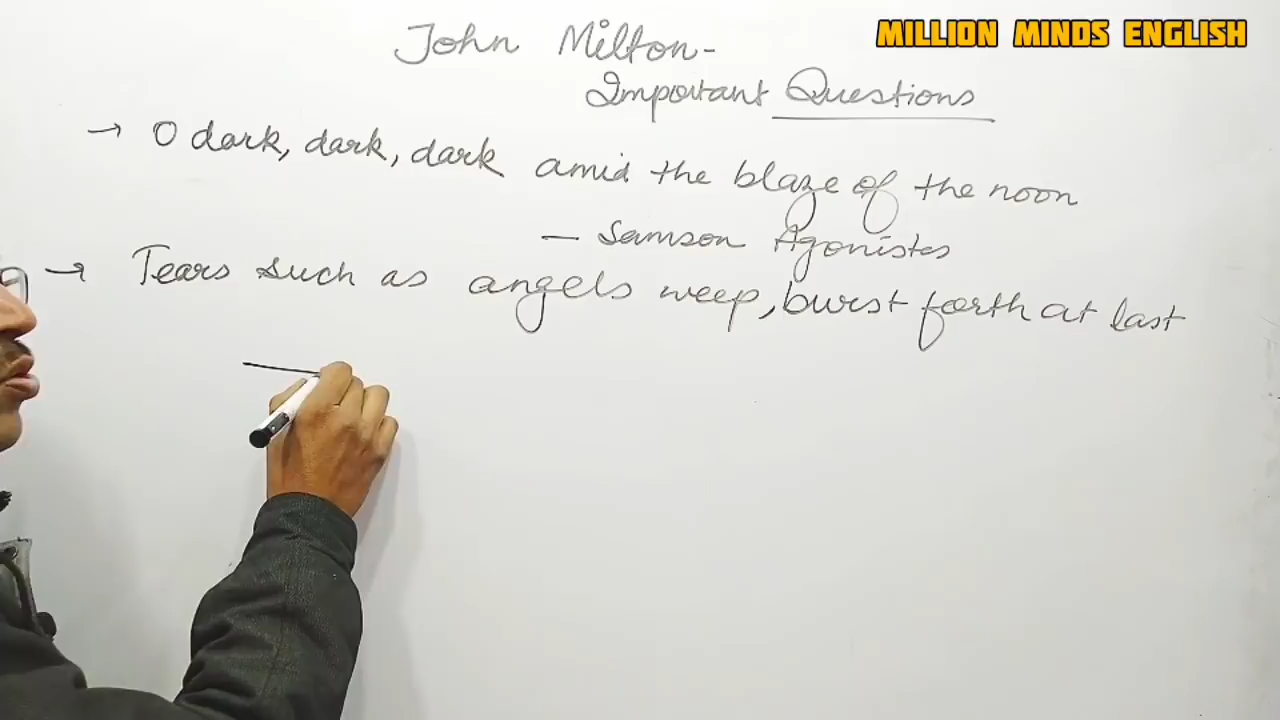 MILLION MINDS ENGLISH
John Milton-
Important Questions
→ O dark, dark, dark amid the blaze of the noon
— Samson Agonistes
→ Tears such as angels weep, burst forth at last